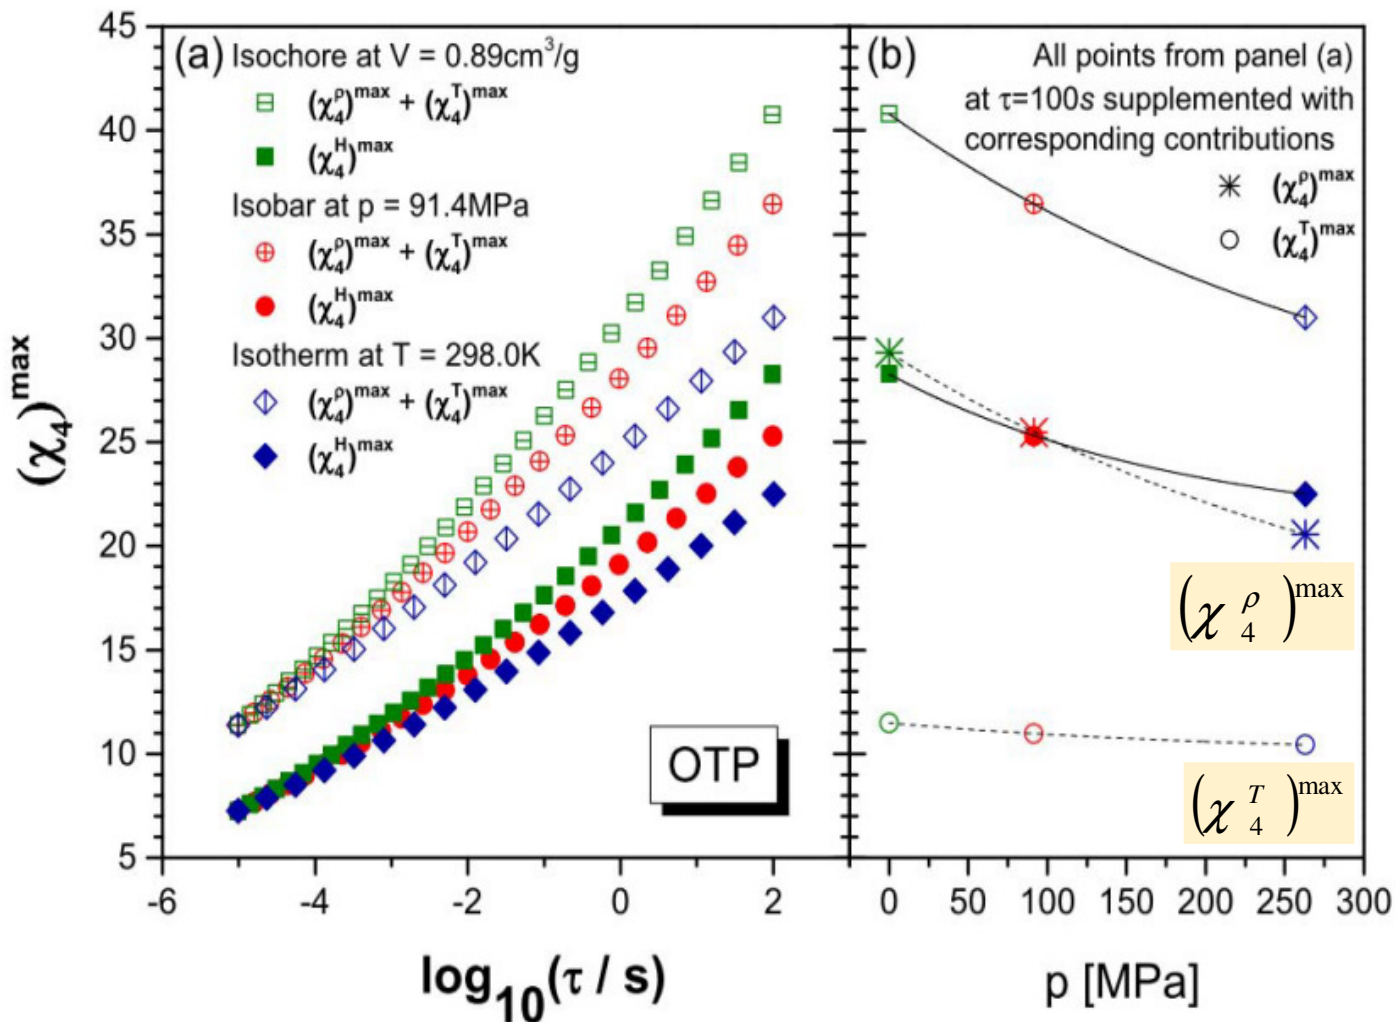 (a) Isochore at V = 0.89cm³/g
(χ₄^ρ)^max + (χ₄^T)^max
(χ₄^H)^max
Isobar at p = 91.4MPa
(χ₄^ρ)^max + (χ₄^T)^max
(χ₄^H)^max
Isotherm at T = 298.0K
(χ₄^ρ)^max + (χ₄^T)^max
(χ₄^H)^max
OTP
(χ₄)^max
45
40
35
30
25
20
15
10
5
-6 -4 -2 0 2
log₁₀(τ / s)
(b) All points from panel (a)
at τ=100s supplemented with
corresponding contributions
(χ₄^ρ)^max
(χ₄^T)^max
(χ₄^ρ)^max
(χ₄^T)^max
0 50 100 150 200 250 300
p [MPa]